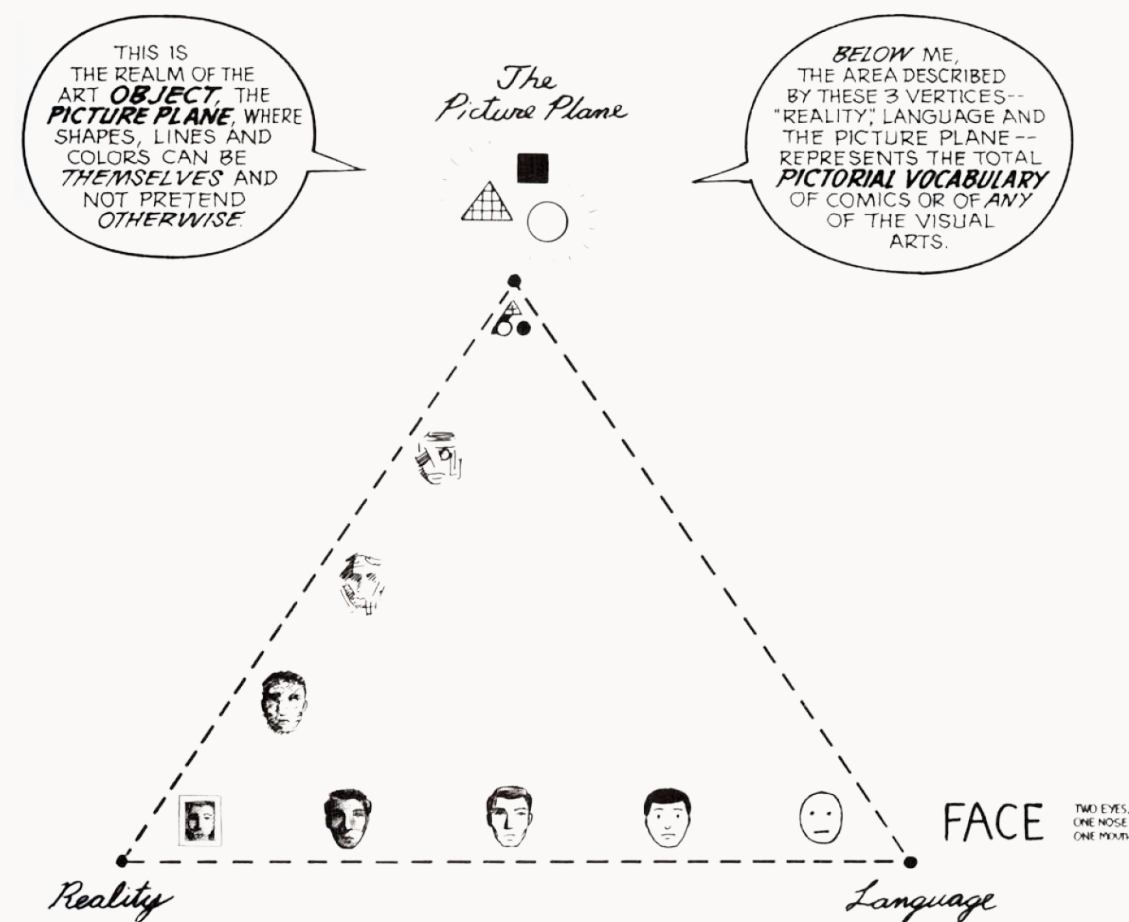 THIS IS
THE REALM OF THE
ART OBJECT, THE
PICTURE PLANE, WHERE
SHAPES, LINES AND
COLORS CAN BE
THEMSELVES AND
NOT PRETEND
OTHERWISE.
The
Picture Plane
BELOW ME,
THE AREA DESCRIBED
BY THESE 3 VERTICES--
"REALITY," LANGUAGE AND
THE PICTURE PLANE--
REPRESENTS THE TOTAL
PICTORIAL VOCABULARY
OF COMICS OR OF ANY
OF THE VISUAL
ARTS.
FACE
TWO EYES,
ONE NOSE
ONE MOUTH
Reality
Language